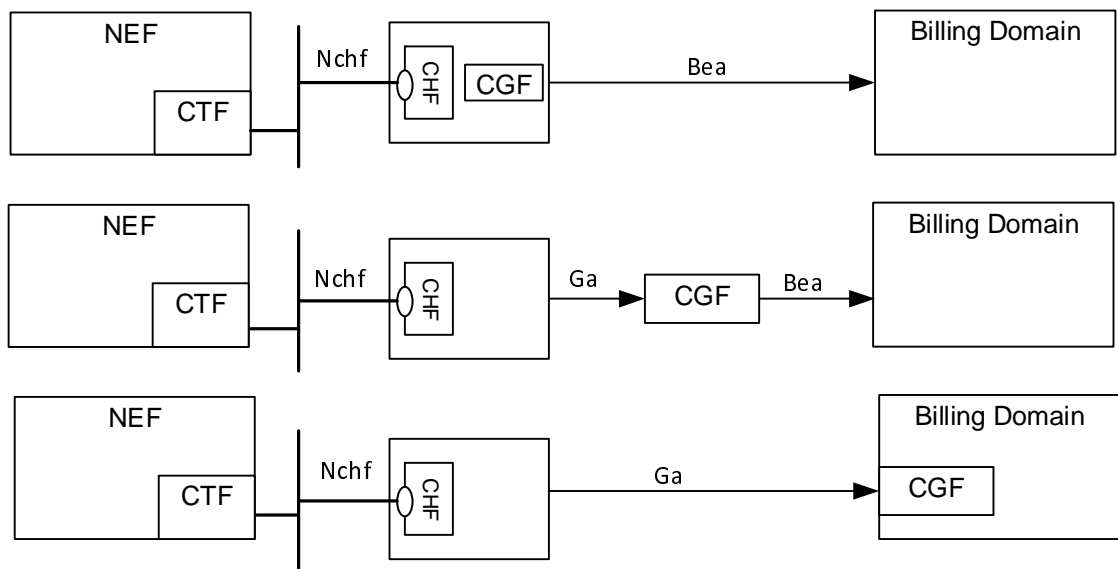 NEF
CTF
Nchf
CHF
CGF
Bea
Billing Domain
NEF
CTF
Nchf
CHF
Ga
CGF
Bea
Billing Domain
NEF
CTF
Nchf
CHF
Ga
Billing Domain
CGF